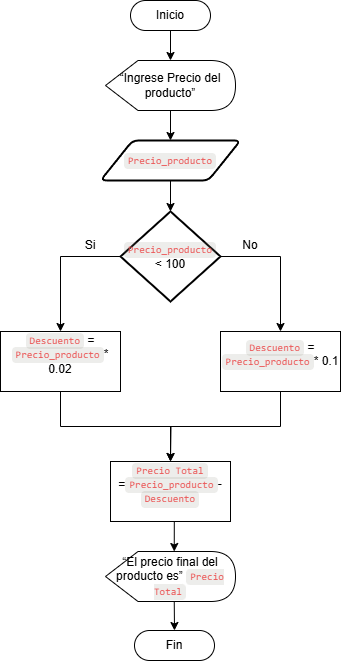 Inicio
“Ingrese Precio del
producto”
Precio_producto
Si
No
Precio_producto
< 100
Descuento =
Precio_producto *
0.02
Descuento =
Precio_producto * 0.1
Precio Total
=Precio_producto-
Descuento
“El precio final del
producto es” Precio
Total
Fin